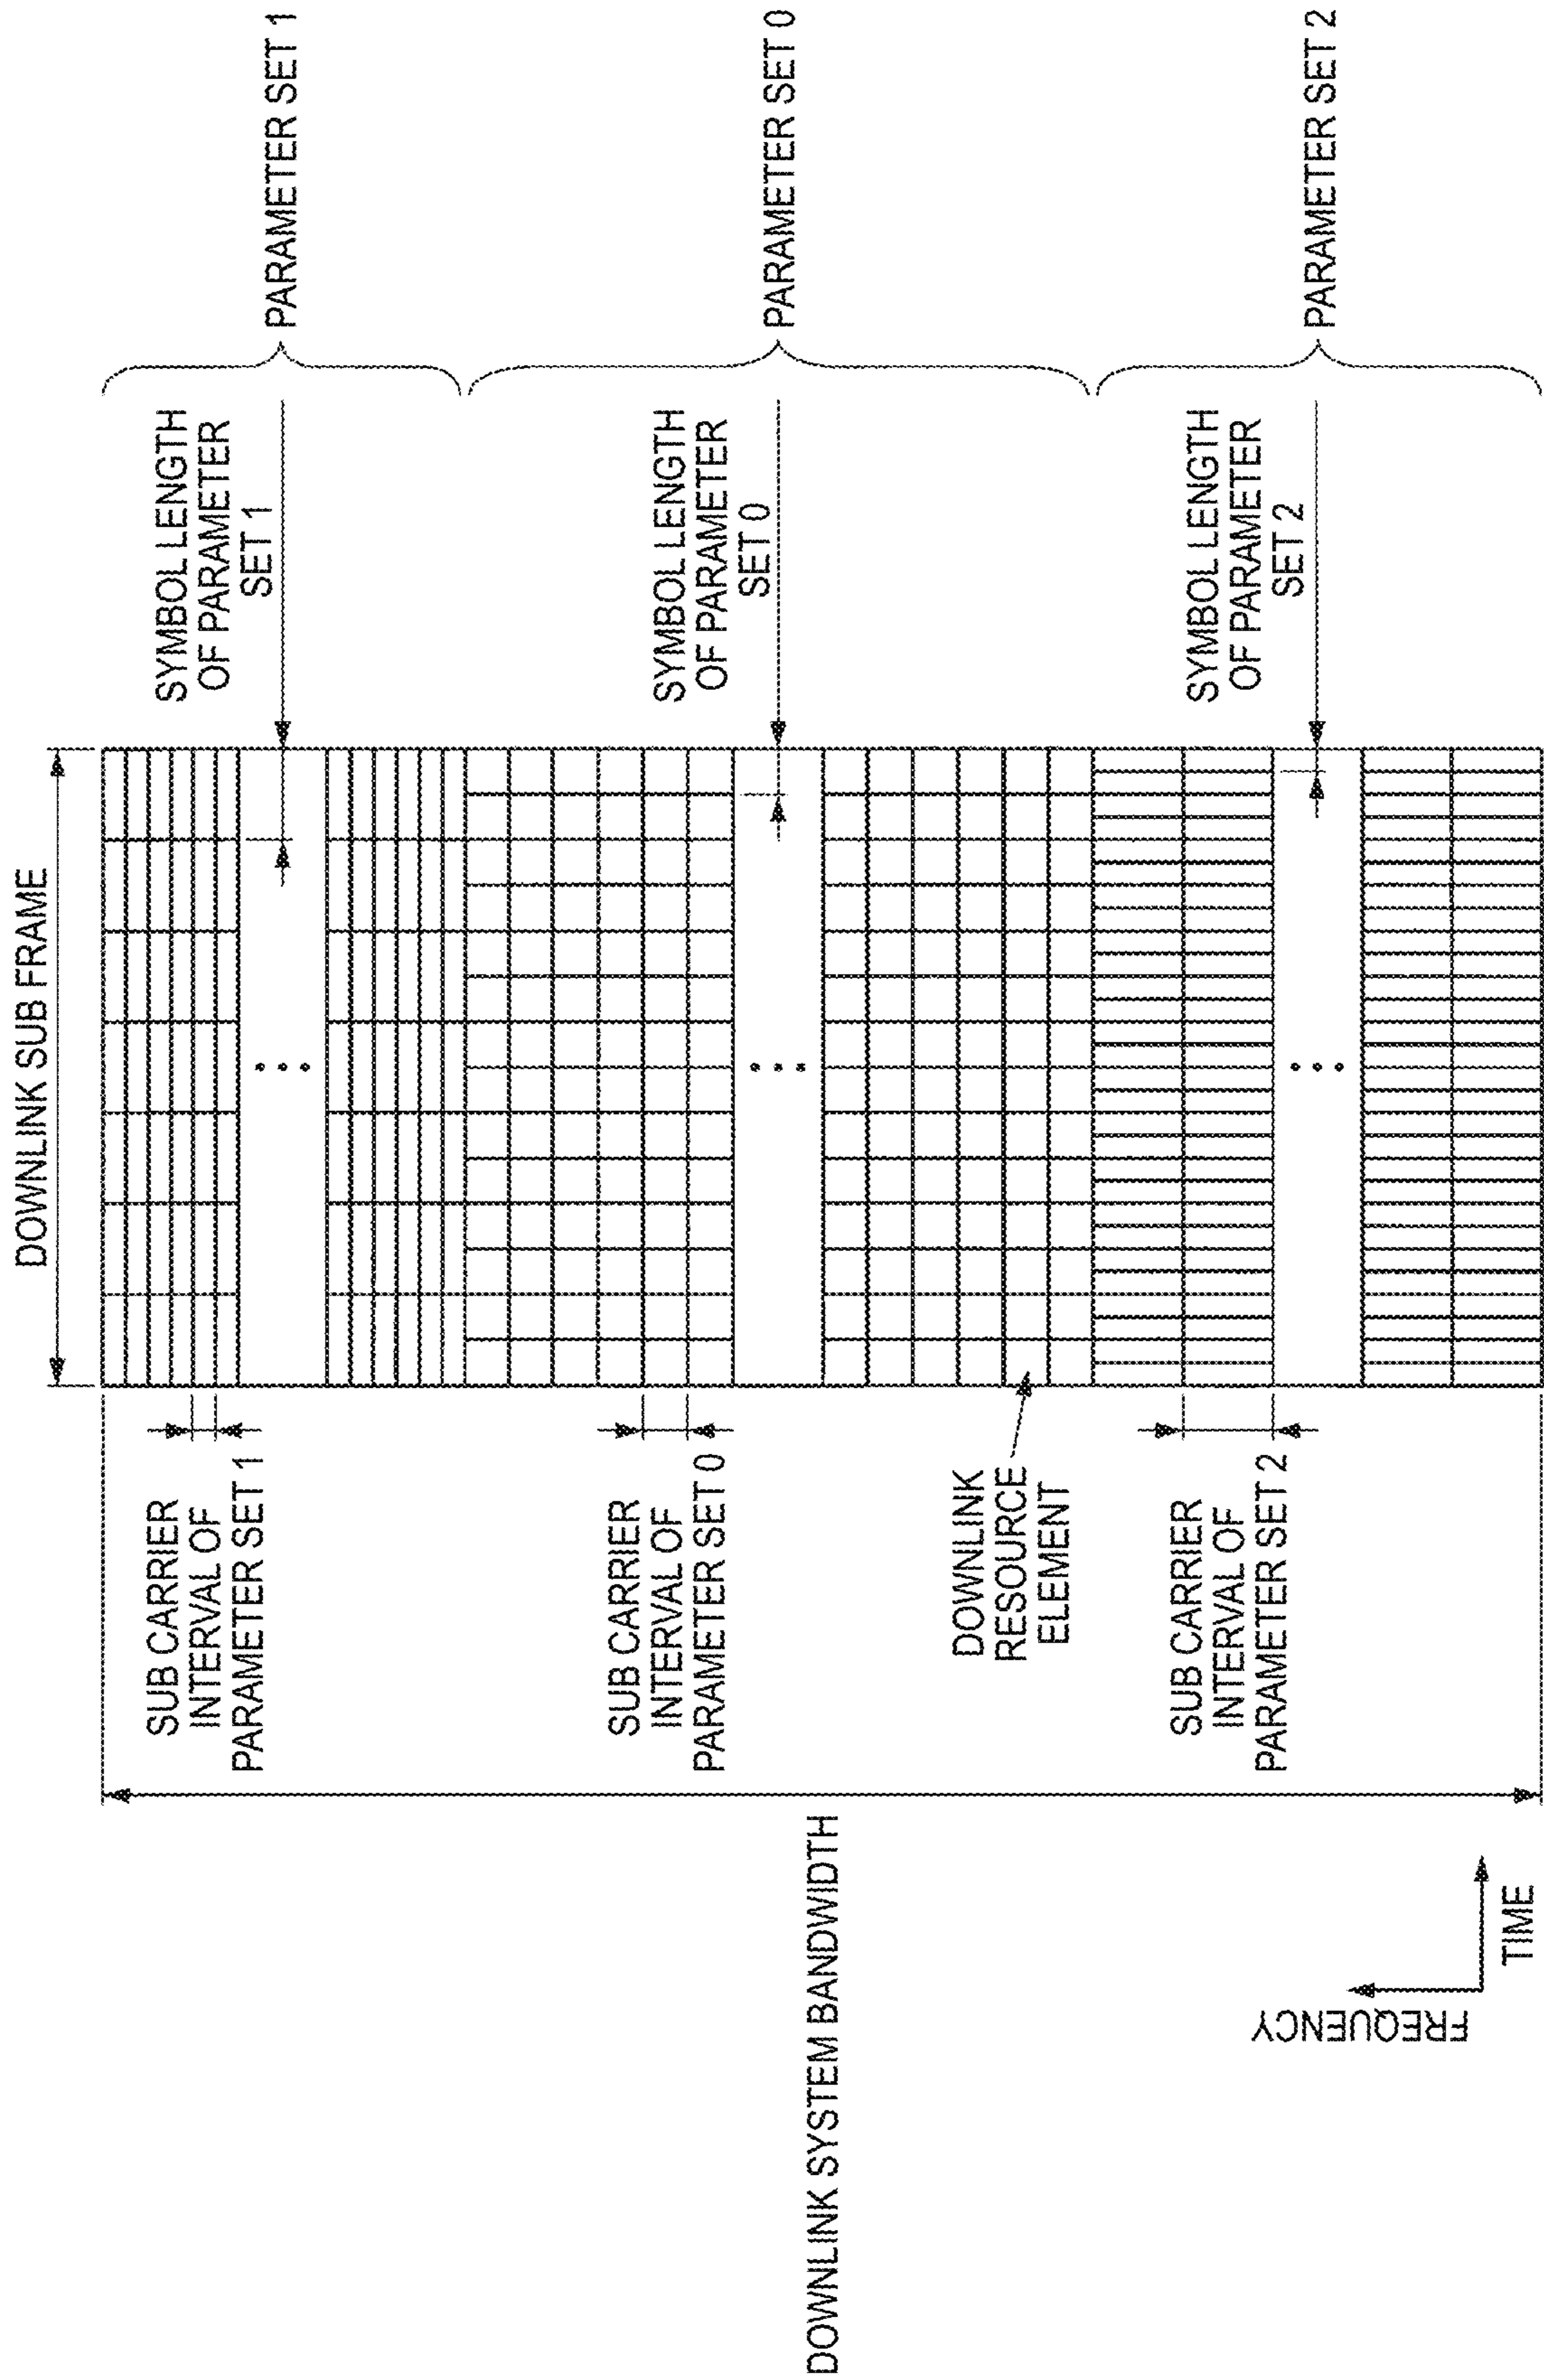 DOWNLINK SUB FRAME
SUB CARRIER
INTERVAL OF
PARAMETER SET 1
SYMBOL LENGTH
OF PARAMETER
SET 1
PARAMETER SET 1
SUB CARRIER
INTERVAL OF
PARAMETER SET 0
SYMBOL LENGTH
OF PARAMETER
SET 0
PARAMETER SET 0
DOWNLINK SYSTEM BANDWIDTH
DOWNLINK
RESOURCE
ELEMENT
SUB CARRIER
INTERVAL OF
PARAMETER SET 2
SYMBOL LENGTH
OF PARAMETER
SET 2
PARAMETER SET 2
FREQUENCY
TIME